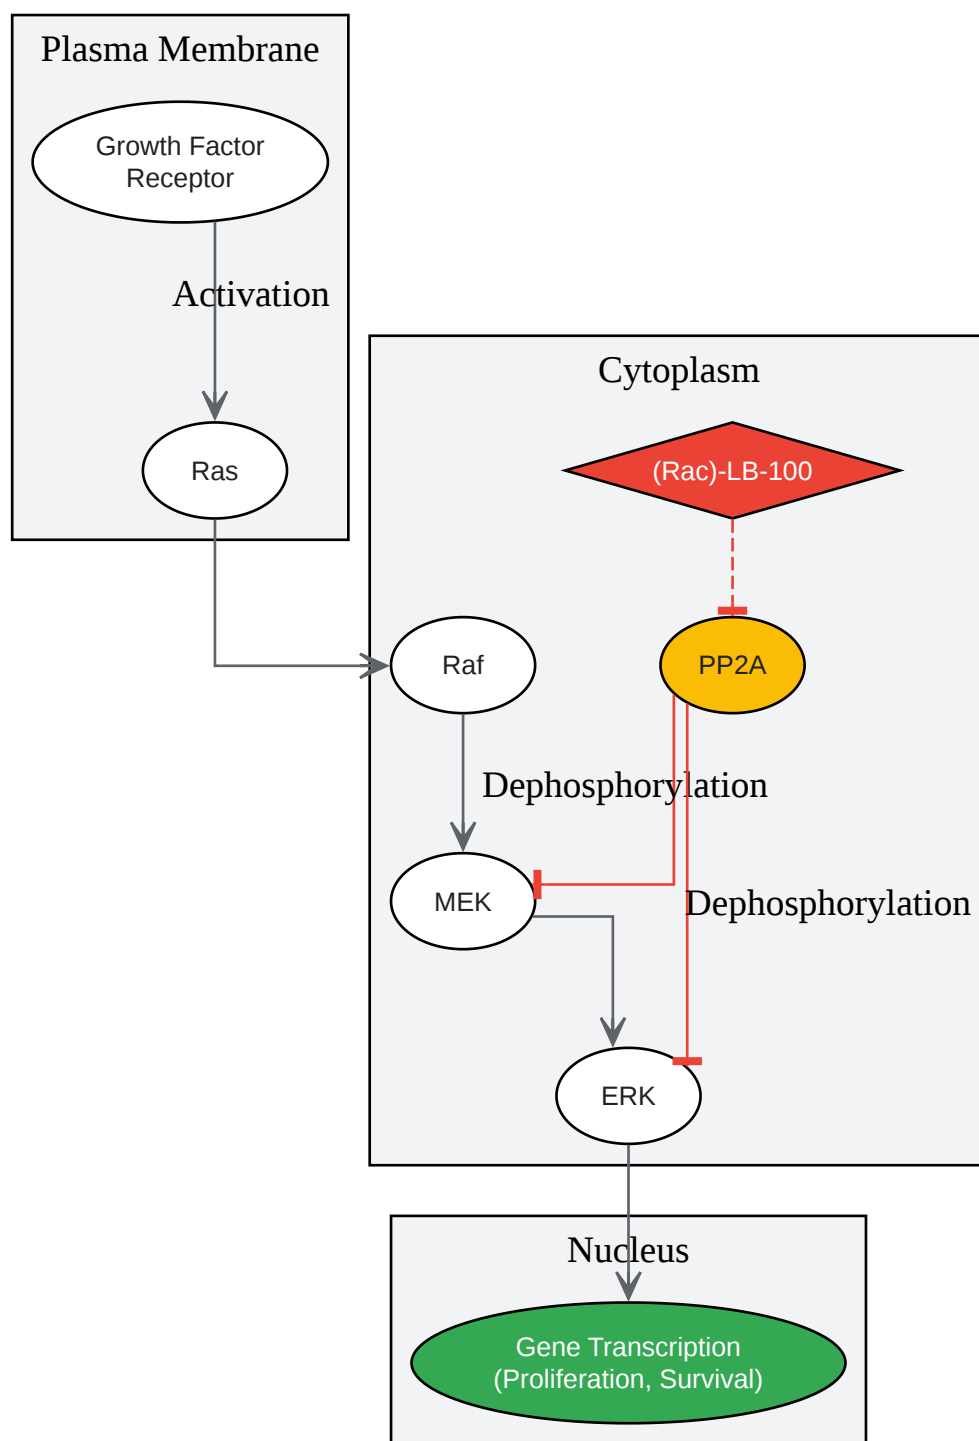 Plasma Membrane
Growth Factor
Receptor
Activation
Ras
Cytoplasm
(Rac)-LB-100
Raf
PP2A
Dephosphorylation
MEK
Dephosphorylation
ERK
Nucleus
Gene Transcription
(Proliferation, Survival)